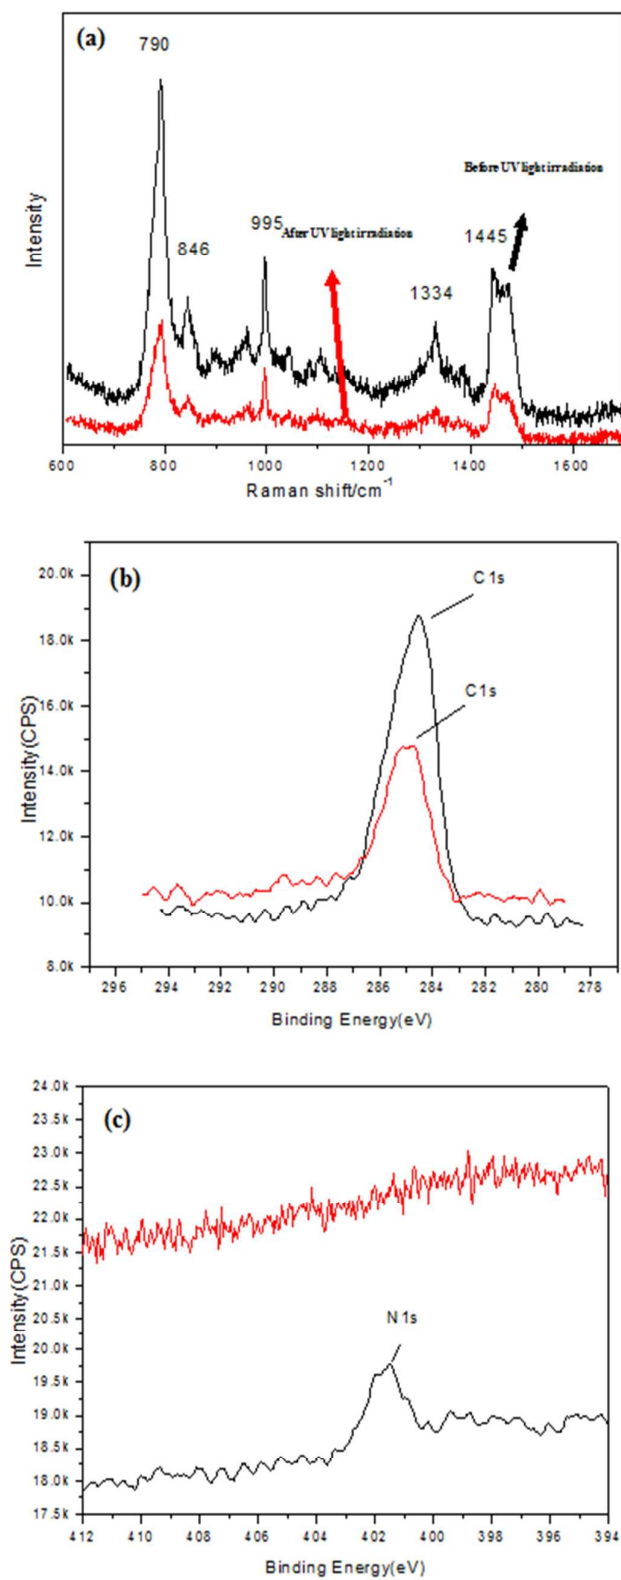 (a)
790
846
995
After UV light irradiation
Before UV light irradiation
1445
1334
Intensity
600 800 1000 1200 1400 1600
Raman shift/cm⁻¹
(b)
C 1s
C1s
20.0k
18.0k
16.0k
14.0k
12.0k
10.0k
8.0k
Intensity(CPS)
296 294 292 290 288 286 284 282 280 278
Binding Energy(eV)
(c)
24.0k
23.0k
22.5k
22.0k
21.5k
21.0k
20.5k
20.0k
19.5k
19.0k
18.5k
18.0k
17.5k
Intensity(CPS)
N 1s
412 410 408 406 404 402 400 398 396 394
Binding Energy(eV)